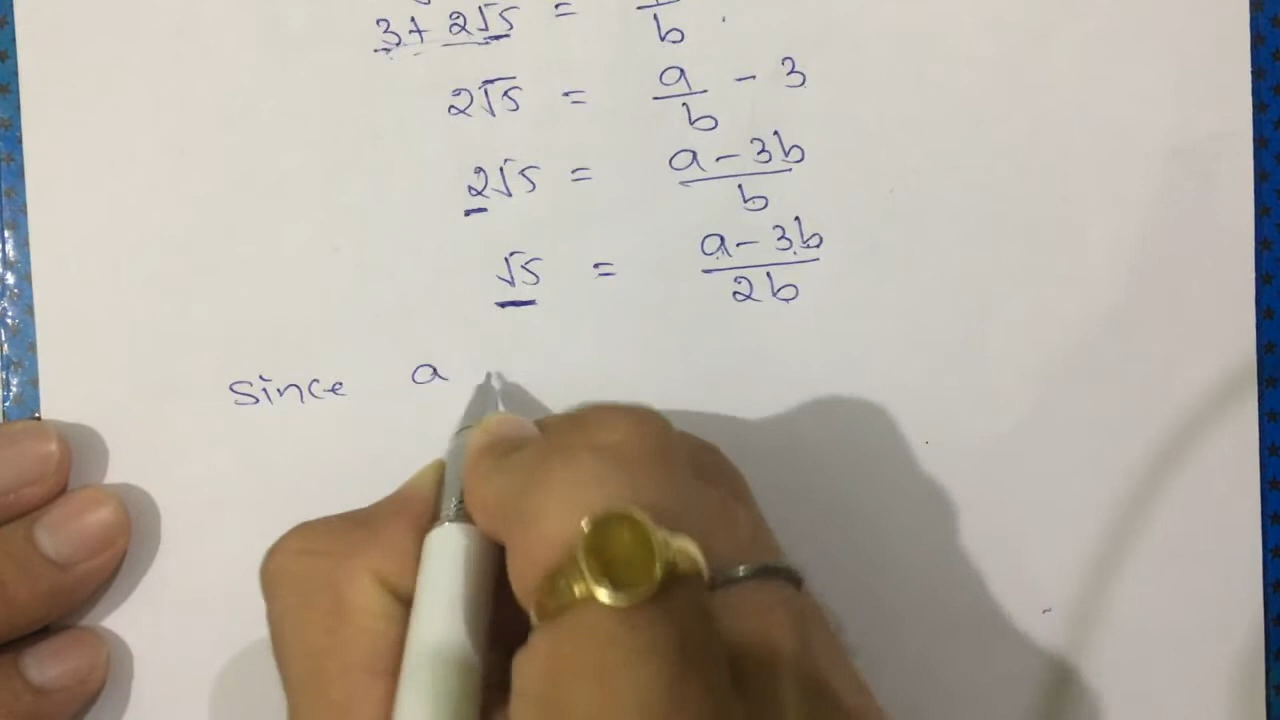 3+ 2√5 = /b
2√5 = a/b - 3
2√5 = a-3b/b
√5 = a-3b/2b
Since a